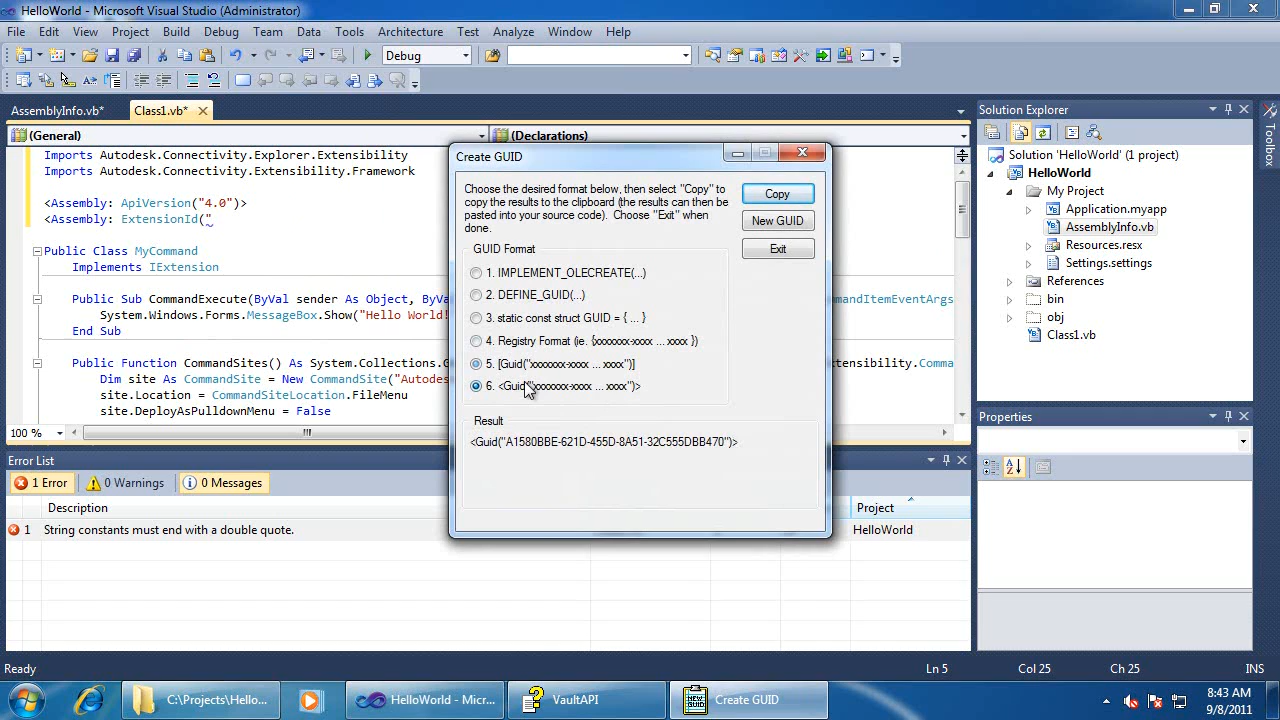 HelloWorld - Microsoft Visual Studio (Administrator)
File Edit View Project Build Debug Team Data Tools Architecture Test Analyze Window Help
Debug
AssemblyInfo.vb* Class1.vb*
(General) (Declarations)
Imports Autodesk.Connectivity.Explorer.Extensibility
Imports Autodesk.Connectivity.Extensibility.Framework
<Assembly: ApiVersion("4.0")>
<Assembly: ExtensionId("
Public Class MyCommand
Implements IExtension
Public Sub CommandExecute(ByVal sender As Object, ByVa
ommandItemEventArgs
System.Windows.Forms.MessageBox.Show("Hello World!
End Sub
Public Function CommandSites() As System.Collections.G
xtensibility.Comma
Dim site As CommandSite = New CommandSite("Autodes
site.Location = CommandSiteLocation.FileMenu
site.DeployAsPulldownMenu = False
100 %
Create GUID
Choose the desired format below, then select "Copy" to
copy the results to the clipboard (the results can then be
pasted into your source code). Choose "Exit" when
done.
Copy
New GUID
Exit
GUID Format
1. IMPLEMENT_OLECREATE(...)
2. DEFINE_GUID(...)
3. static const struct GUID = { ... }
4. Registry Format (ie. {xxxxxxxx-xxxx ... xxxx })
5. [Guid("xxxxxxxx-xxxx ... xxxx")]
6. <Guid("xxxxxxxx-xxxx ... xxxx")>
Result
<Guid("A1580BBE-621D-455D-8A51-32C555DBB470")>
Solution Explorer
Solution 'HelloWorld' (1 project)
HelloWorld
My Project
Application.myapp
AssemblyInfo.vb
Resources.resx
Settings.settings
References
bin
obj
Class1.vb
Toolbox
Properties
Error List
1 Error 0 Warnings 0 Messages
Description Project
1 String constants must end with a double quote. HelloWorld
Ready Ln 5 Col 25 Ch 25 INS
C:\Projects\Hello... HelloWorld - Micros... VaultAPI Create GUID
8:43 AM
9/8/2011